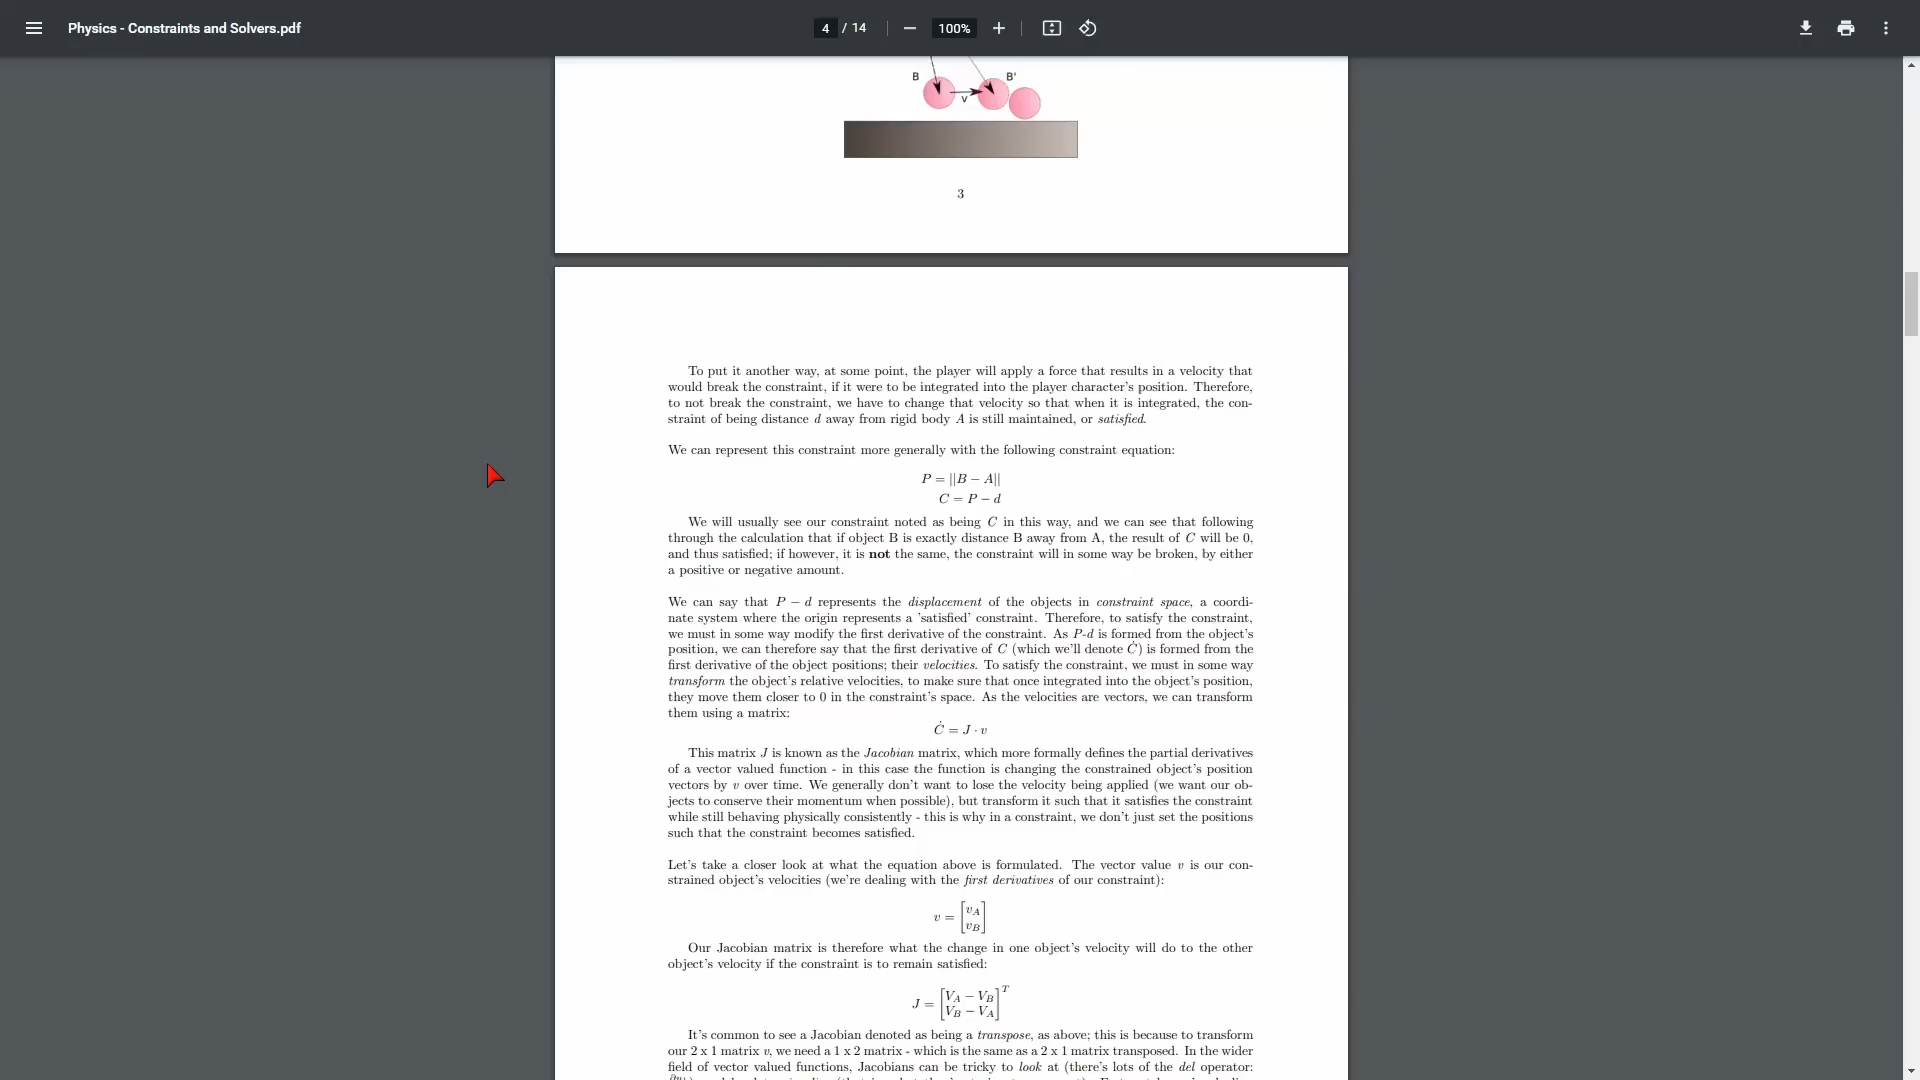 Physics - Constraints and Solvers.pdf
4 / 14
100%
B
B'
v
3
To put it another way, at some point, the player will apply a force that results in a velocity that
would break the constraint, if it were to be integrated into the player character's position. Therefore,
to not break the constraint, we have to change that velocity so that when it is integrated, the con-
straint of being distance d away from rigid body A is still maintained, or satisfied.
We can represent this constraint more generally with the following constraint equation:
P = ||B − A||
C = P − d
We will usually see our constraint noted as being C in this way, and we can see that following
through the calculation that if object B is exactly distance B away from A, the result of C will be 0,
and thus satisfied; if however, it is not the same, the constraint will in some way be broken, by either
a positive or negative amount.
We can say that P − d represents the displacement of the objects in constraint space, a coordi-
nate system where the origin represents a 'satisfied' constraint. Therefore, to satisfy the constraint,
we must in some way modify the first derivative of the constraint. As P-d is formed from the object's
position, we can therefore say that the first derivative of C (which we'll denote Ċ) is formed from the
first derivative of the object positions; their velocities. To satisfy the constraint, we must in some way
transform the object's relative velocities, to make sure that once integrated into the object's position,
they move them closer to 0 in the constraint's space. As the velocities are vectors, we can transform
them using a matrix:
Ċ = J · v
This matrix J is known as the Jacobian matrix, which more formally defines the partial derivatives
of a vector valued function - in this case the function is changing the constrained object's position
vectors by v over time. We generally don't want to lose the velocity being applied (we want our ob-
jects to conserve their momentum when possible), but transform it such that it satisfies the constraint
while still behaving physically consistently - this is why in a constraint, we don't just set the positions
such that the constraint becomes satisfied.
Let's take a closer look at what the equation above is formulated. The vector value v is our con-
strained object's velocities (we're dealing with the first derivatives of our constraint):
v = [vA
vB]
Our Jacobian matrix is therefore what the change in one object's velocity will do to the other
object's velocity if the constraint is to remain satisfied:
J = [VA − VB
VB − VA]T
It's common to see a Jacobian denoted as being a transpose, as above; this is because to transform
our 2 x 1 matrix v, we need a 1 x 2 matrix - which is the same as a 2 x 1 matrix transposed. In the wider
field of vector valued functions, Jacobians can be tricky to look at (there's lots of the del operator: